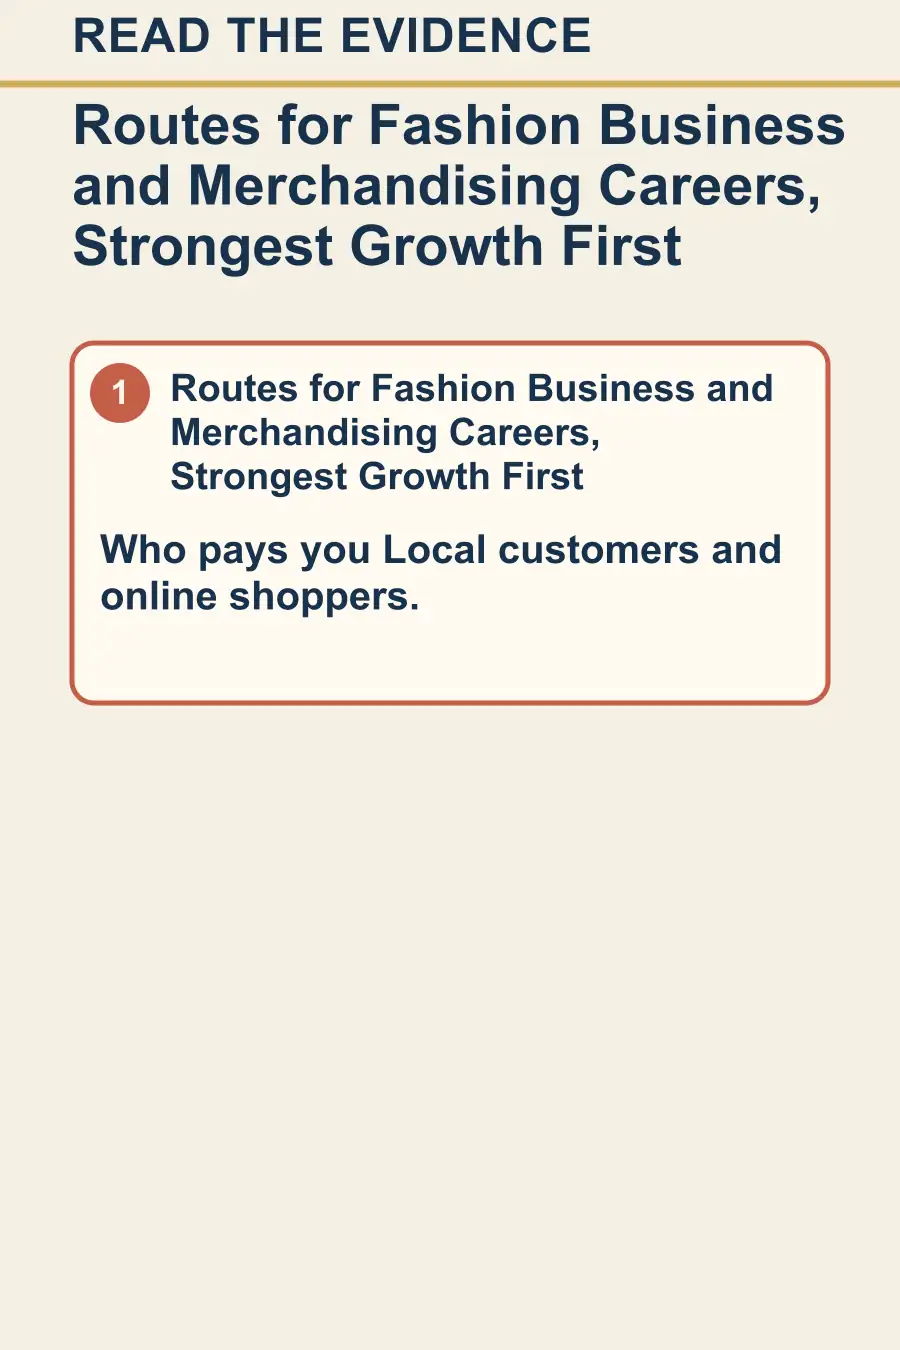 READ THE EVIDENCE
Routes for Fashion Business
and Merchandising Careers,
Strongest Growth First
1
Routes for Fashion Business and
Merchandising Careers,
Strongest Growth First
Who pays you Local customers and
online shoppers.